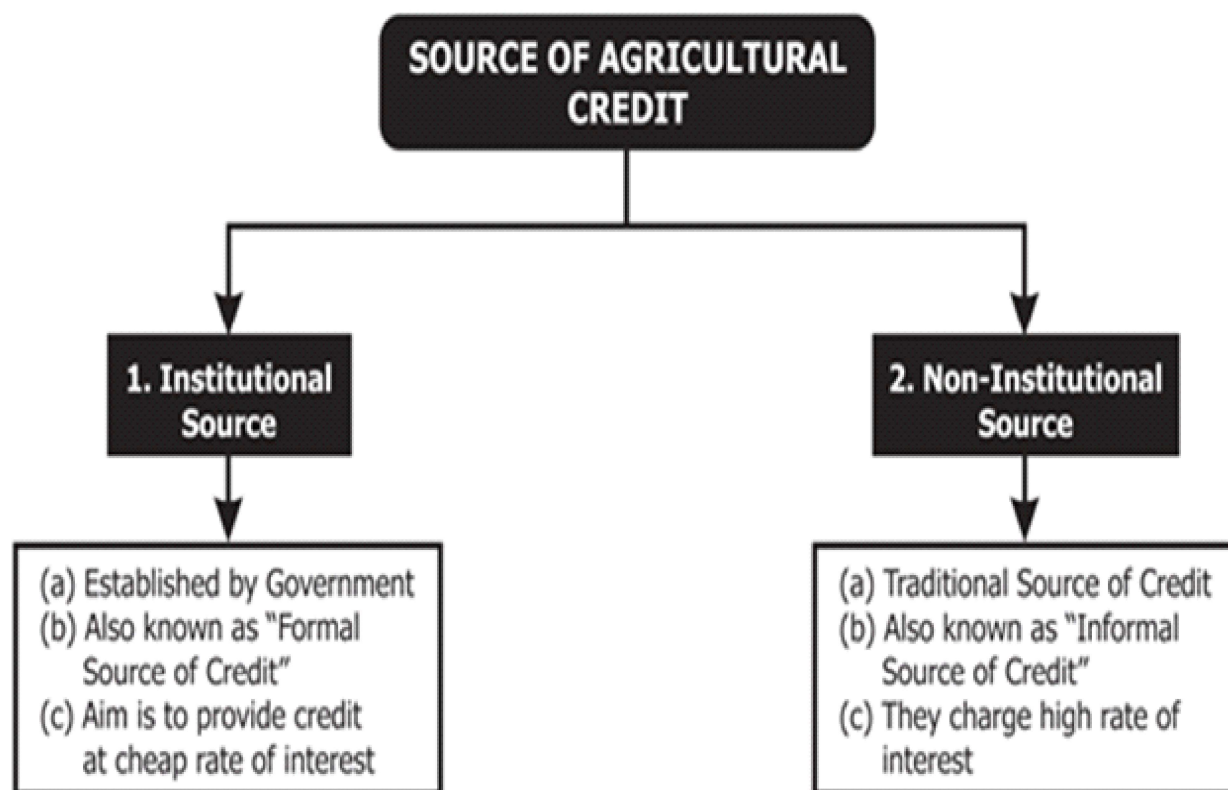 SOURCE OF AGRICULTURAL
CREDIT
1. Institutional
Source
2. Non-Institutional
Source
(a) Established by Government
(b) Also known as “Formal
Source of Credit”
(c) Aim is to provide credit
at cheap rate of interest
(a) Traditional Source of Credit
(b) Also known as “Informal
Source of Credit”
(c) They charge high rate of
interest